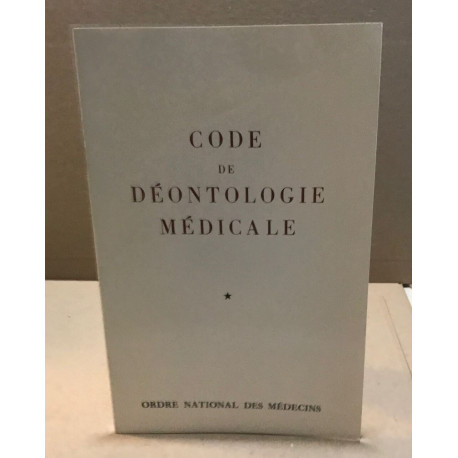 CODE
DE
DÉONTOLOGIE
MÉDICALE
★
ORDRE NATIONAL DES MÉDECINS